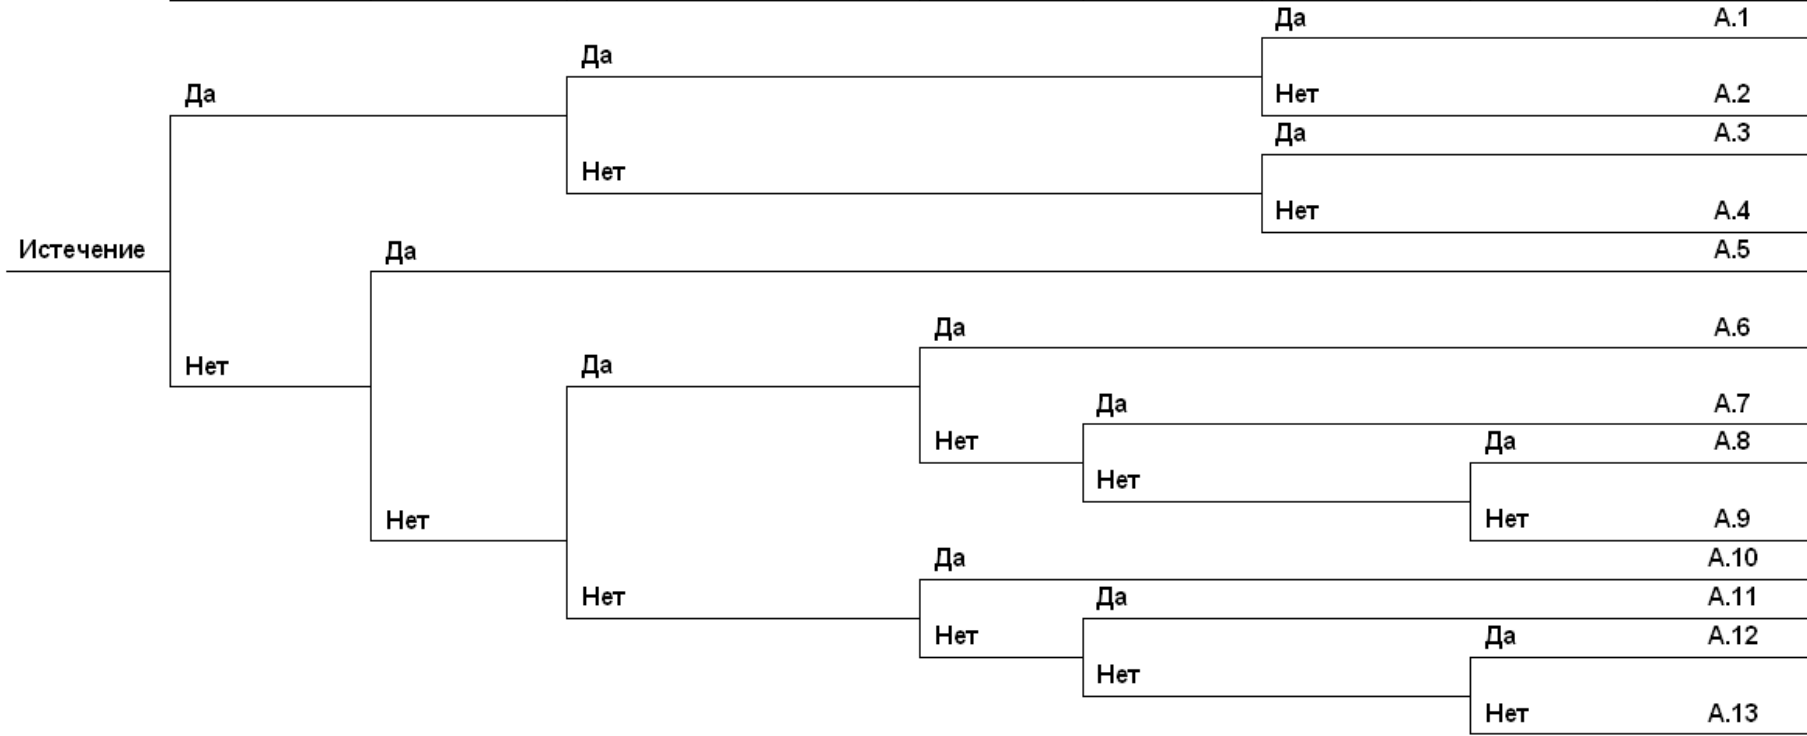 Да А.1
Да
Да Нет А.2
Да А.3
Нет
Нет А.4
Истечение Да А.5
Да А.6
Нет Да
Да А.7
Нет Да А.8
Нет
Нет Нет А.9
Да А.10
Нет Да А.11
Нет Да А.12
Нет
Нет А.13